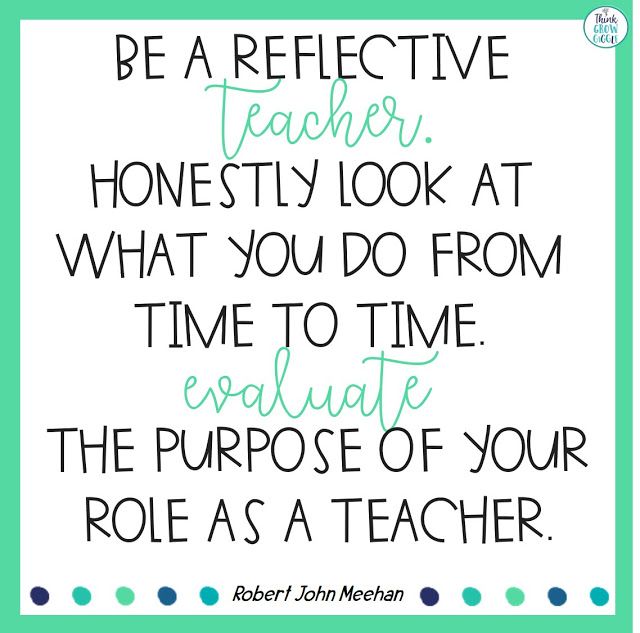 Think
GROW
GIGGLE
BE A REFLECTIVE
teacher.
HONESTLY LOOK AT
WHAT YOU DO FROM
TIME TO TIME.
evaluate
THE PURPOSE OF YOUR
ROLE AS A TEACHER.
Robert John Meehan